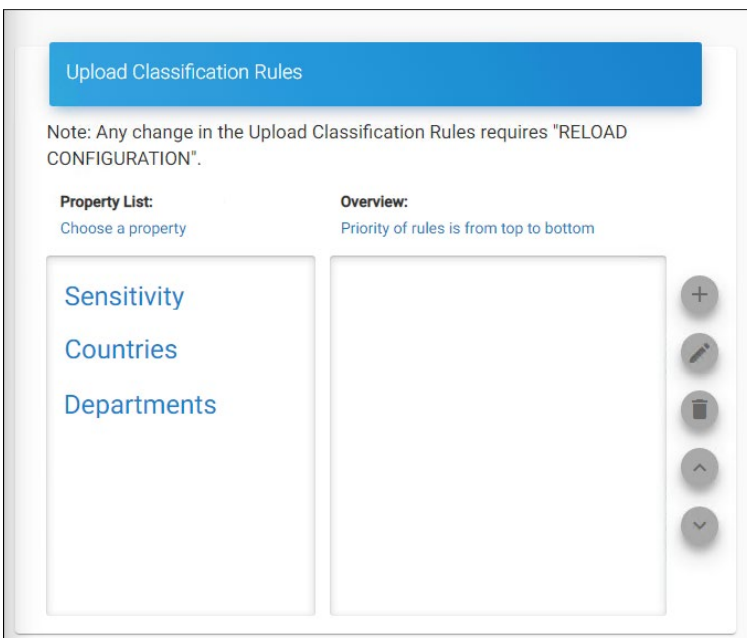 Upload Classification Rules
Note: Any change in the Upload Classification Rules requires "RELOAD
CONFIGURATION".
Property List:
Choose a property
Overview:
Priority of rules is from top to bottom
Sensitivity
Countries
Departments